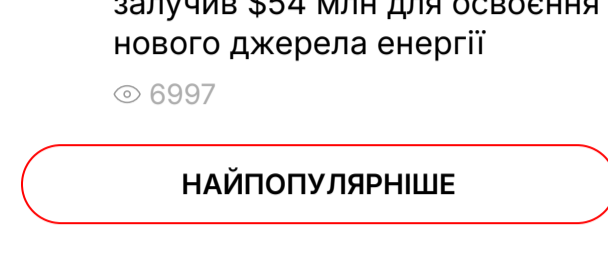 залучив $54 млн для освоєння
нового джерела енергії
6997
НАЙПОПУЛЯРНІШЕ